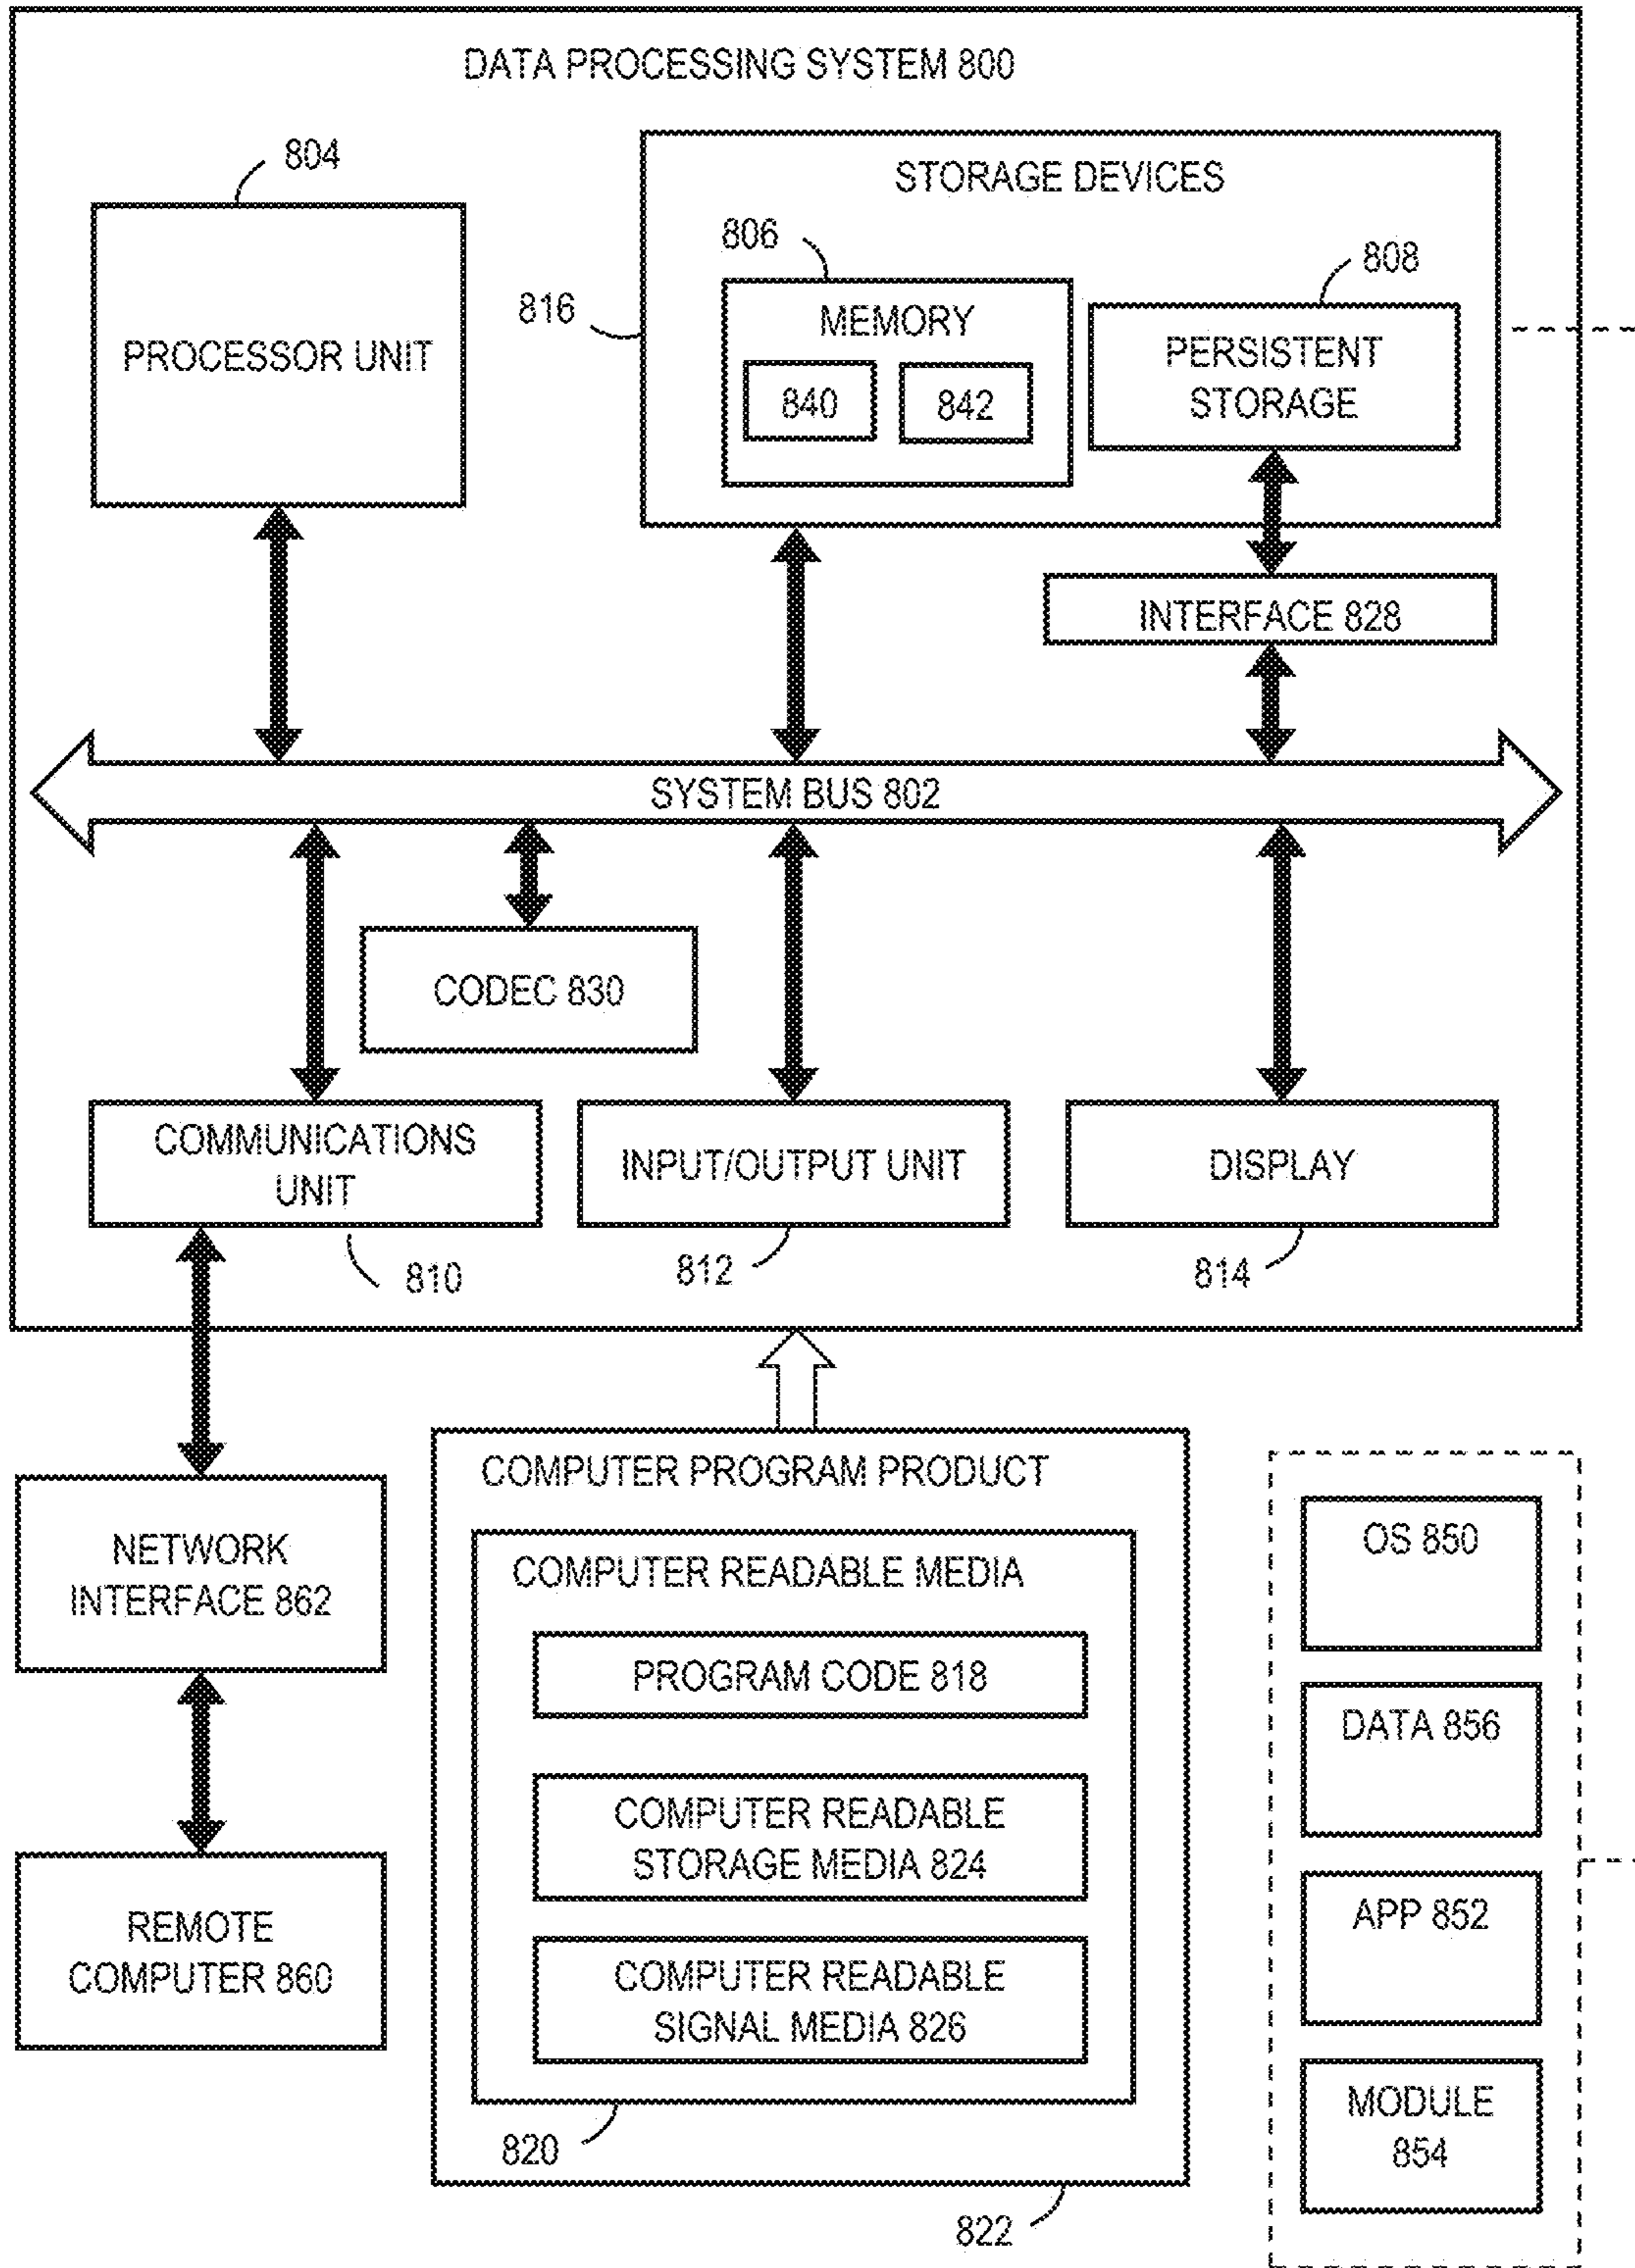 DATA PROCESSING SYSTEM 800
804
STORAGE DEVICES
806
808
816
PROCESSOR UNIT
MEMORY
840
842
PERSISTENT
STORAGE
INTERFACE 828
SYSTEM BUS 802
CODEC 830
COMMUNICATIONS
UNIT
INPUT/OUTPUT UNIT
DISPLAY
810
812
814
NETWORK
INTERFACE 862
REMOTE
COMPUTER 860
COMPUTER PROGRAM PRODUCT
COMPUTER READABLE MEDIA
PROGRAM CODE 818
COMPUTER READABLE
STORAGE MEDIA 824
COMPUTER READABLE
SIGNAL MEDIA 826
820
822
OS 850
DATA 856
APP 852
MODULE
854